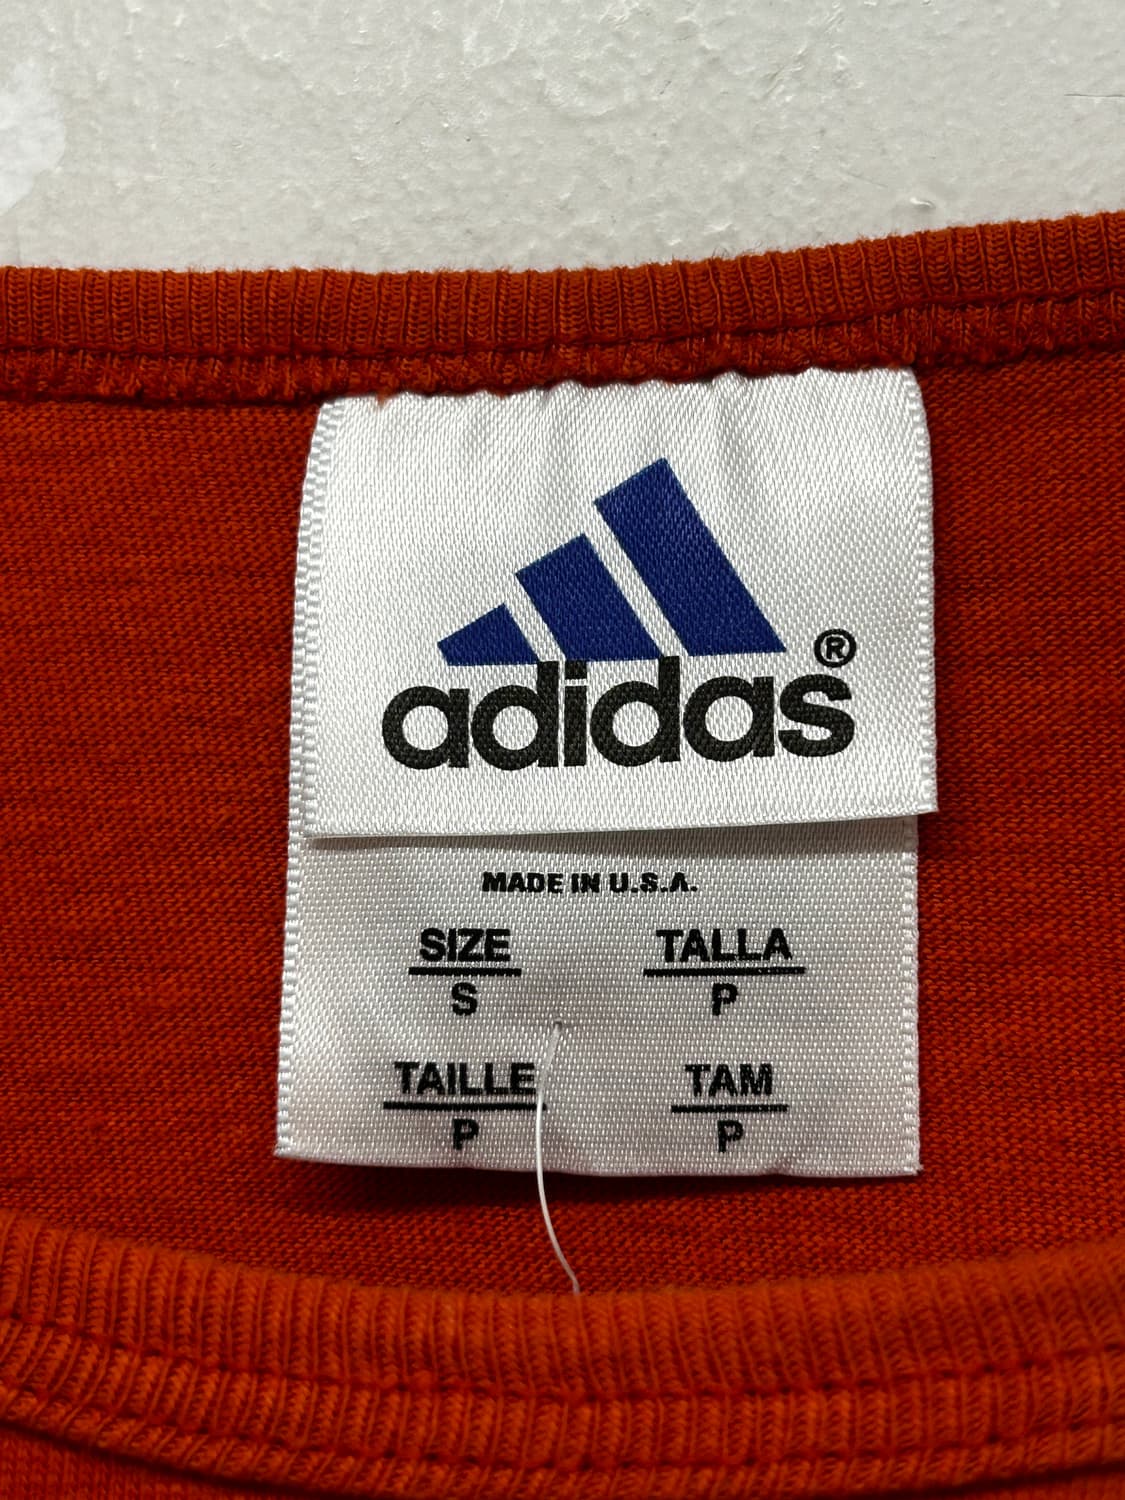 adidas®
MADE IN U.S.A.
SIZE TALLA
S P
TAILLE TAM
P P